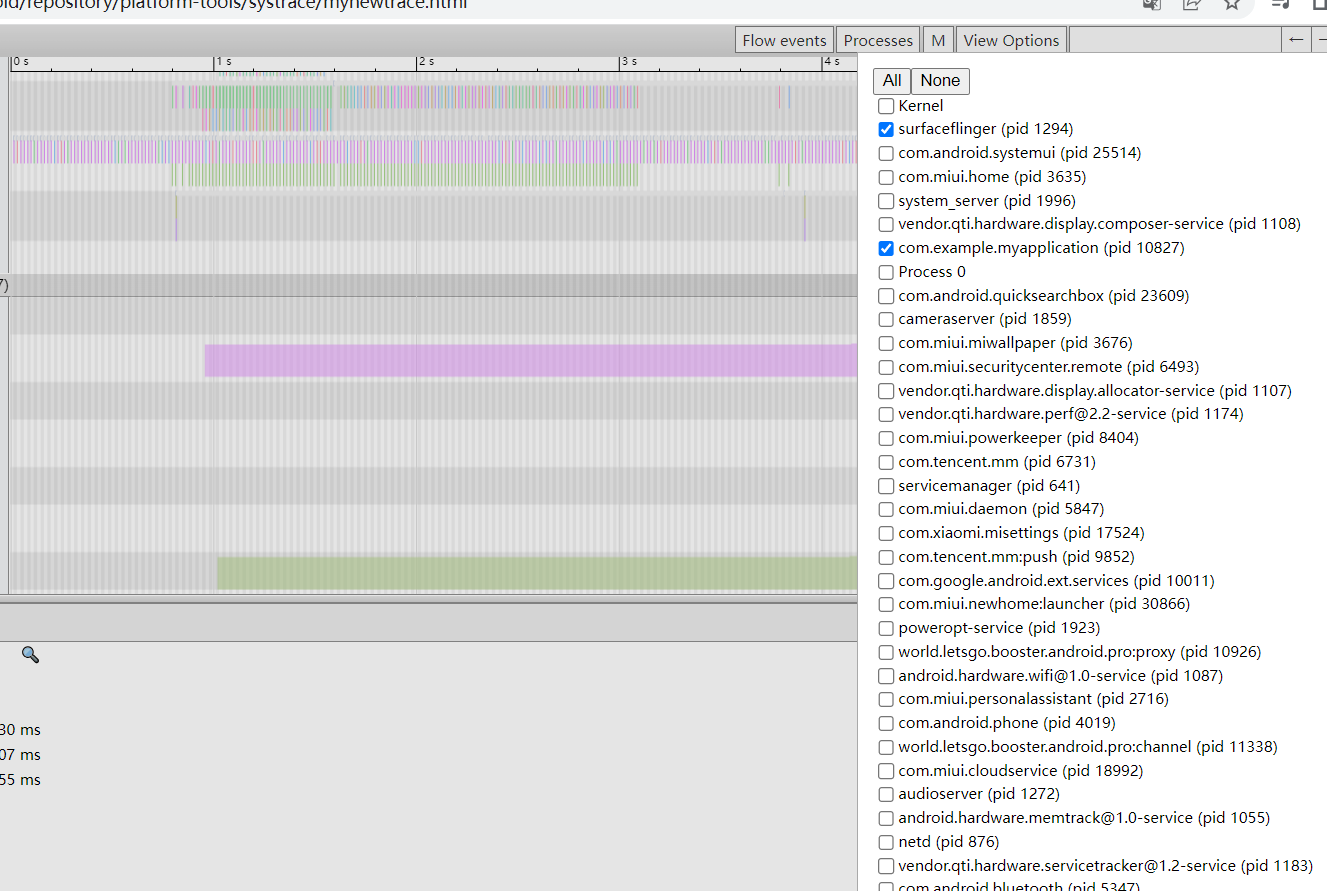 oid/repository/platform-tools/systrace/mynewtrace.html
Flow events Processes M View Options ← →
0 s 1 s 2 s 3 s 4 s
All None
Kernel
surfaceflinger (pid 1294)
com.android.systemui (pid 25514)
com.miui.home (pid 3635)
system_server (pid 1996)
vendor.qti.hardware.display.composer-service (pid 1108)
com.example.myapplication (pid 10827)
7)
Process 0
com.android.quicksearchbox (pid 23609)
cameraserver (pid 1859)
com.miui.miwallpaper (pid 3676)
com.miui.securitycenter.remote (pid 6493)
vendor.qti.hardware.display.allocator-service (pid 1107)
vendor.qti.hardware.perf@2.2-service (pid 1174)
com.miui.powerkeeper (pid 8404)
com.tencent.mm (pid 6731)
servicemanager (pid 641)
com.miui.daemon (pid 5847)
com.xiaomi.misettings (pid 17524)
com.tencent.mm:push (pid 9852)
com.google.android.ext.services (pid 10011)
com.miui.newhome:launcher (pid 30866)
poweropt-service (pid 1923)
world.letsgo.booster.android.pro:proxy (pid 10926)
android.hardware.wifi@1.0-service (pid 1087)
com.miui.personalassistant (pid 2716)
com.android.phone (pid 4019)
world.letsgo.booster.android.pro:channel (pid 11338)
com.miui.cloudservice (pid 18992)
audioserver (pid 1272)
android.hardware.memtrack@1.0-service (pid 1055)
netd (pid 876)
vendor.qti.hardware.servicetracker@1.2-service (pid 1183)
com.android.bluetooth (pid 5347)
30 ms
07 ms
55 ms